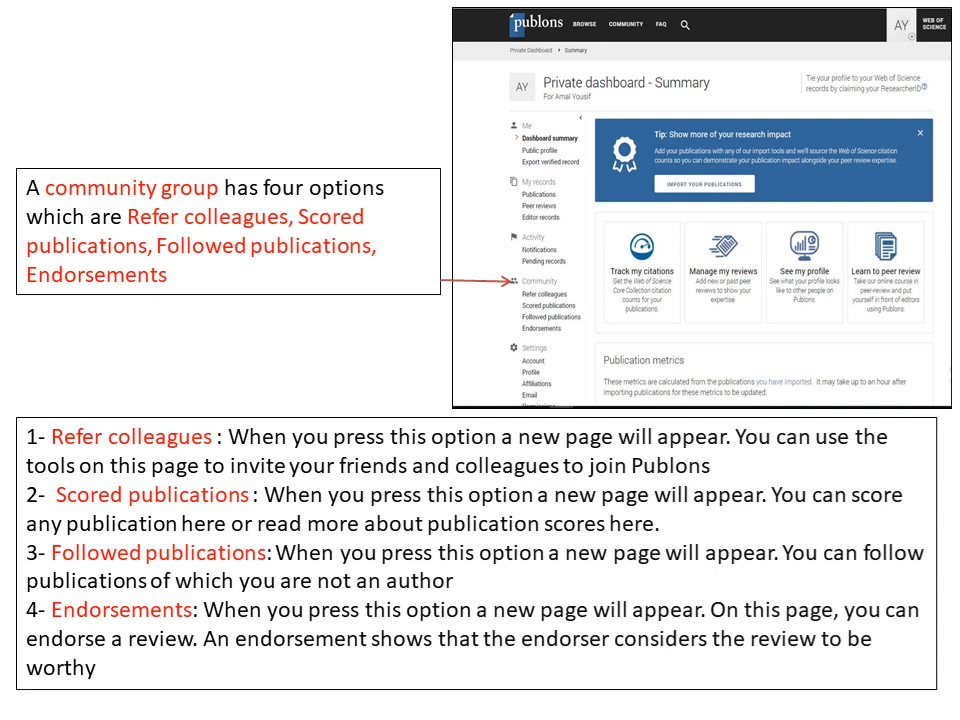 publons
BROWSE COMMUNITY FAQ
AY
WEB OF
SCIENCE
Private Dashboard Summary
AY
Private dashboard - Summary
For Amal Yousif
Tie your profile to your Web of Science
records by claiming your ResearcherID
Me
Dashboard summary
Public profile
Export verified record
My records
Publications
Peer reviews
Editor records
Activity
Notifications
Pending records
Community
Refer colleagues
Scored publications
Followed publications
Endorsements
Settings
Account
Profile
Affiliations
Email
Tip: Show more of your research impact
Add your publications with any of our import tools and we'll source the Web of Science citation
counts so you can demonstrate your publication impact alongside your peer review expertise.
IMPORT YOUR PUBLICATIONS
Track my citations
Get the Web of Science
Core Collection citation
counts for your
publications.
Manage my reviews
Add new or past peer
reviews to show your
expertise
See my profile
See what your profile looks
like to other people on
Publons.
Learn to peer review
Take our online course in
peer-review and put
yourself in front of editors
using Publons.
Publication metrics
These metrics are calculated from the publications you have imported. It may take up to an hour after
importing publications for these metrics to be updated.
A community group has four options
which are Refer colleagues, Scored
publications, Followed publications,
Endorsements
1- Refer colleagues : When you press this option a new page will appear. You can use the
tools on this page to invite your friends and colleagues to join Publons
2- Scored publications : When you press this option a new page will appear. You can score
any publication here or read more about publication scores here.
3- Followed publications: When you press this option a new page will appear. You can follow
publications of which you are not an author
4- Endorsements: When you press this option a new page will appear. On this page, you can
endorse a review. An endorsement shows that the endorser considers the review to be
worthy